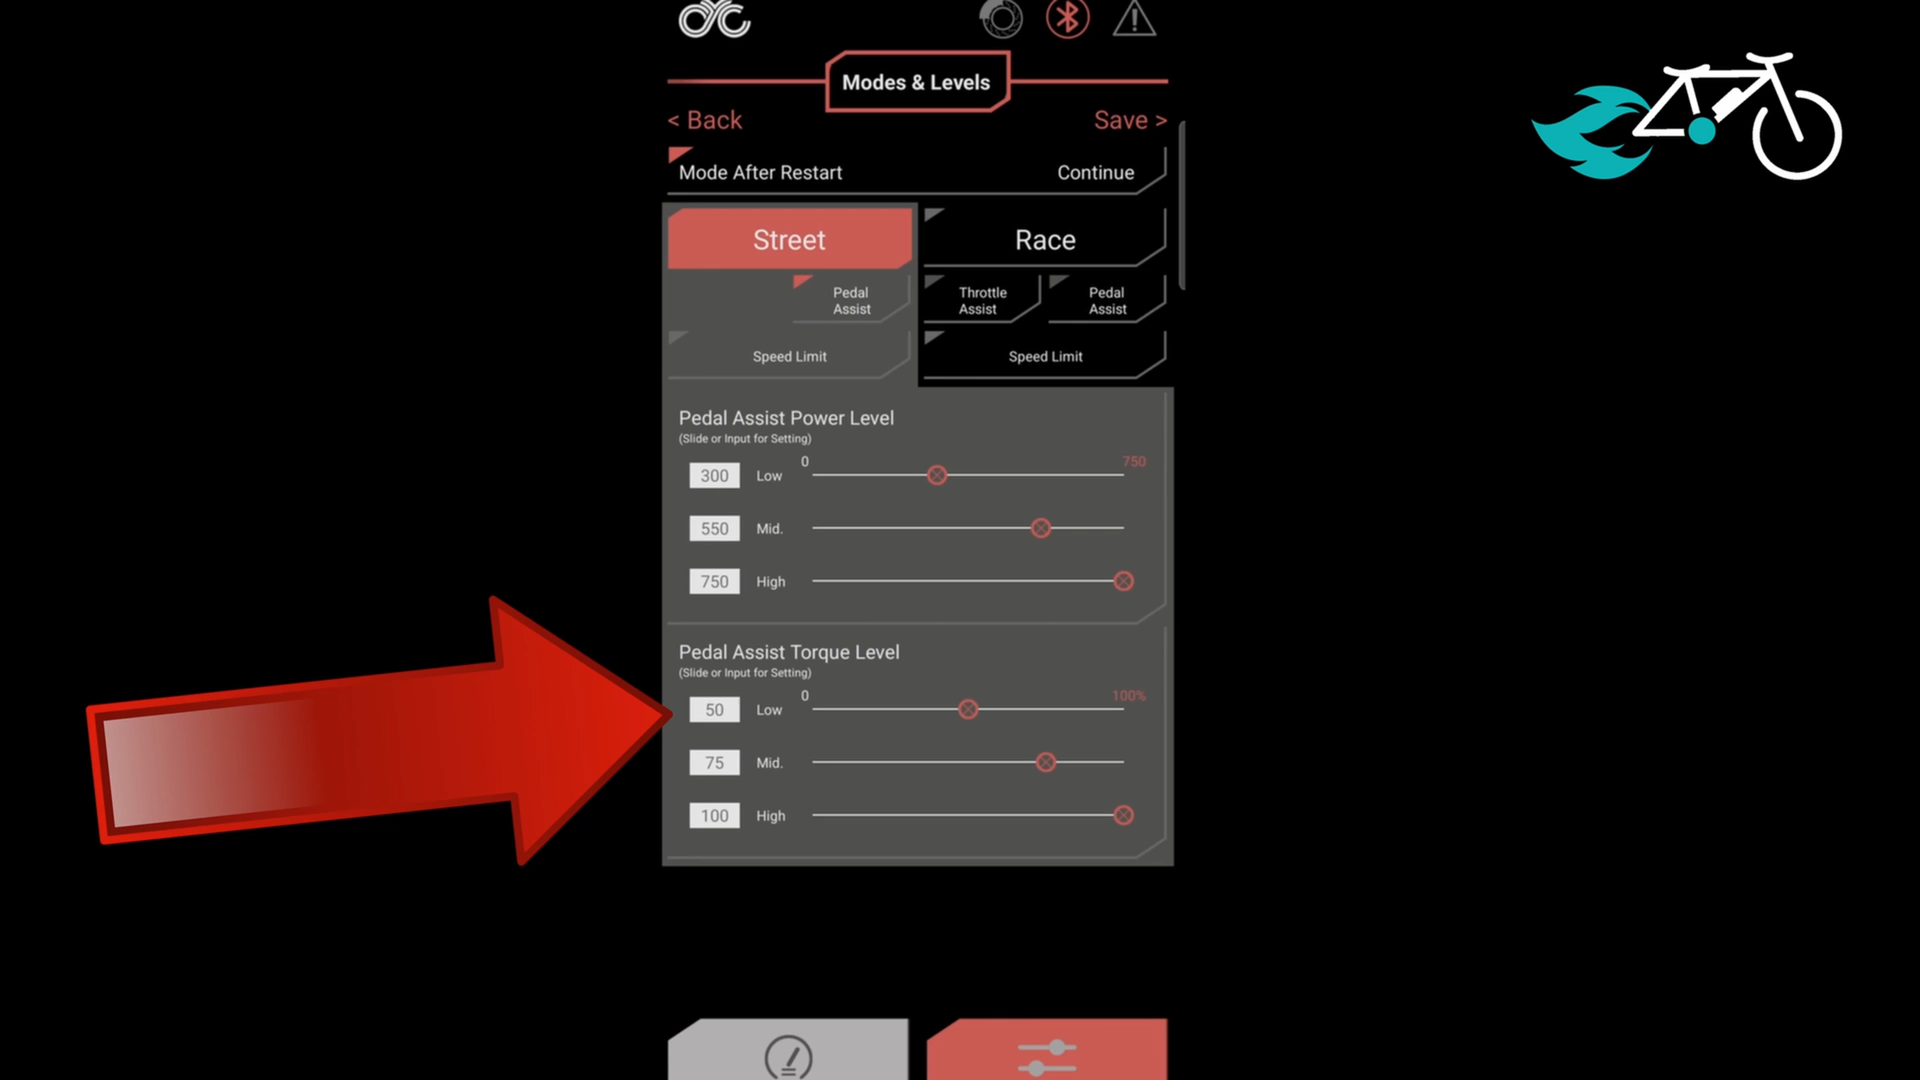 Modes & Levels
< Back
Save >
Mode After Restart
Continue
Street
Race
Pedal
Assist
Throttle
Assist
Pedal
Assist
Speed Limit
Speed Limit
Pedal Assist Power Level
(Slide or Input for Setting)
0
750
300
Low
550
Mid.
750
High
Pedal Assist Torque Level
(Slide or Input for Setting)
0
100%
50
Low
75
Mid.
100
High